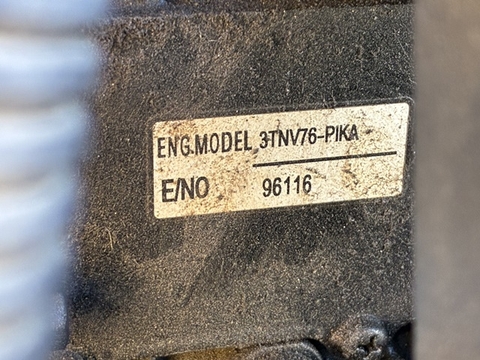 ENG.MODEL 3TNV76-PIKA
E/NO 96116